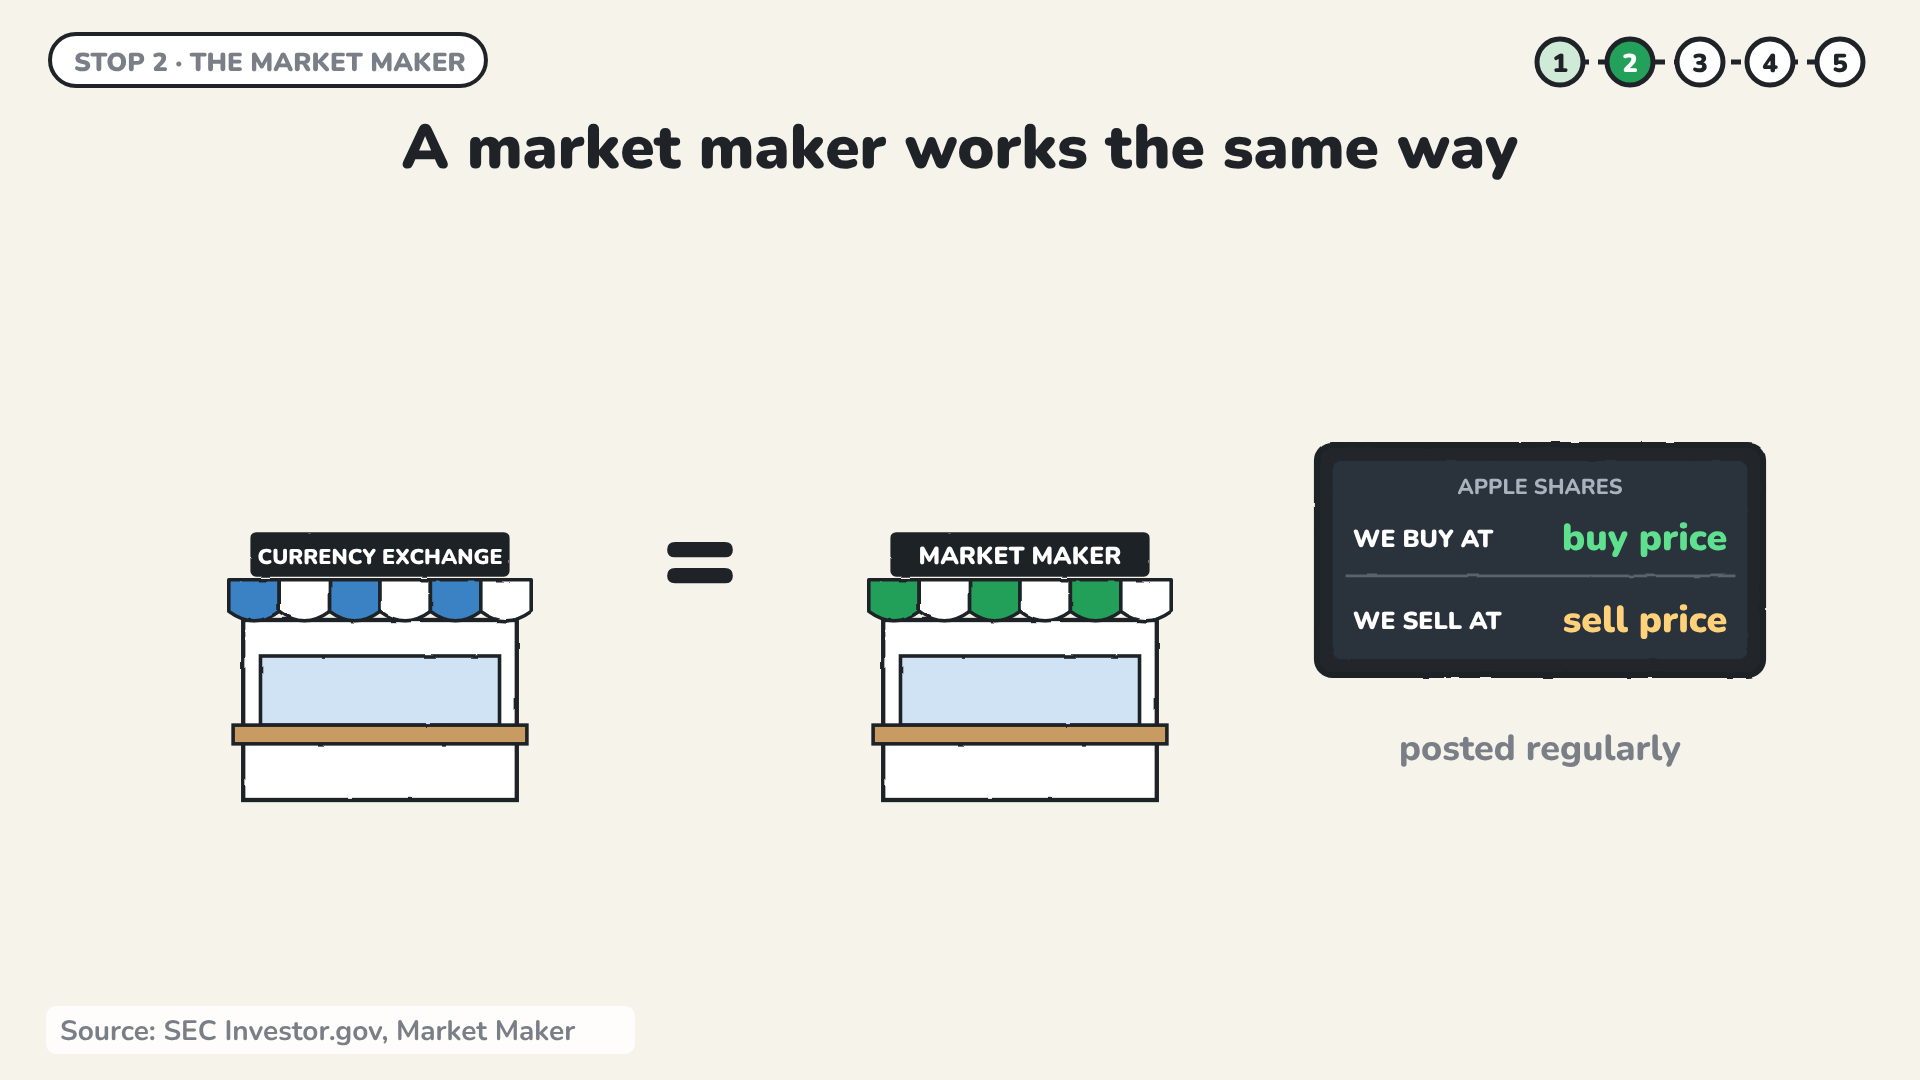 STOP 2 · THE MARKET MAKER
1 2 3 4 5
A market maker works the same way
CURRENCY EXCHANGE
=
MARKET MAKER
APPLE SHARES
WE BUY AT buy price
WE SELL AT sell price
posted regularly
Source: SEC Investor.gov, Market Maker